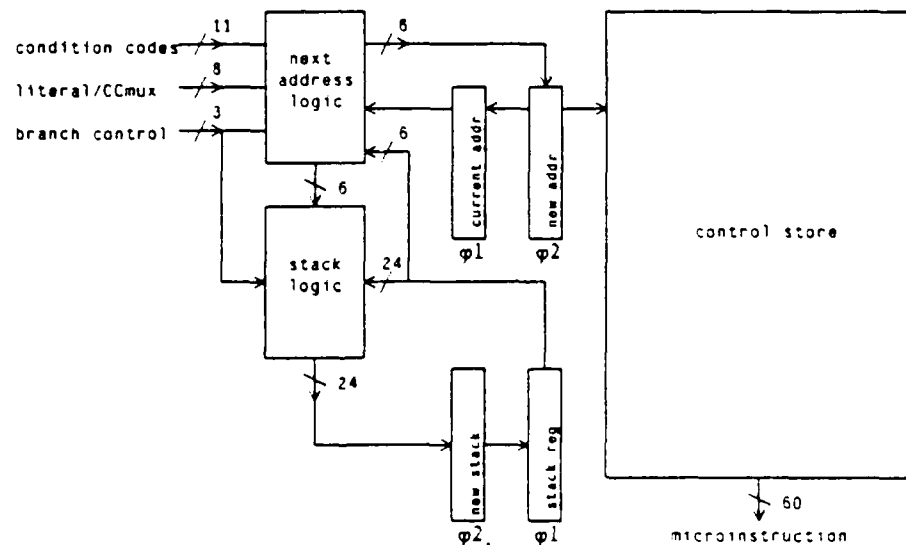 11
6
condition codes
next
address
logic
8
literal/CCmux
3
branch control
6
current addr
new addr
6
φ1
φ2
control store
stack
logic
24
24
new stack
stack reg
60
φ2.
φ1
microinstruction